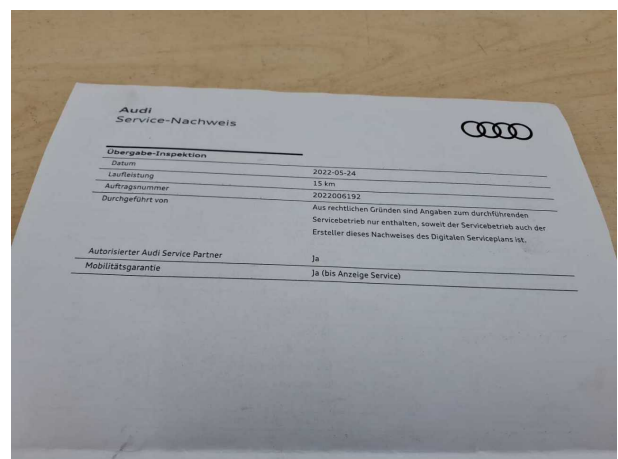 Audi
Service-Nachweis
Übergabe-Inspektion
Datum 2022-05-24
Laufleistung 15 km
Auftragsnummer 2022006192
Durchgeführt von Aus rechtlichen Gründen sind Angaben zum durchführenden
Servicebetrieb nur enthalten, soweit der Servicebetrieb auch der
Ersteller dieses Nachweises des Digitalen Serviceplans ist.
Autorisierter Audi Service Partner Ja
Mobilitätsgarantie Ja (bis Anzeige Service)